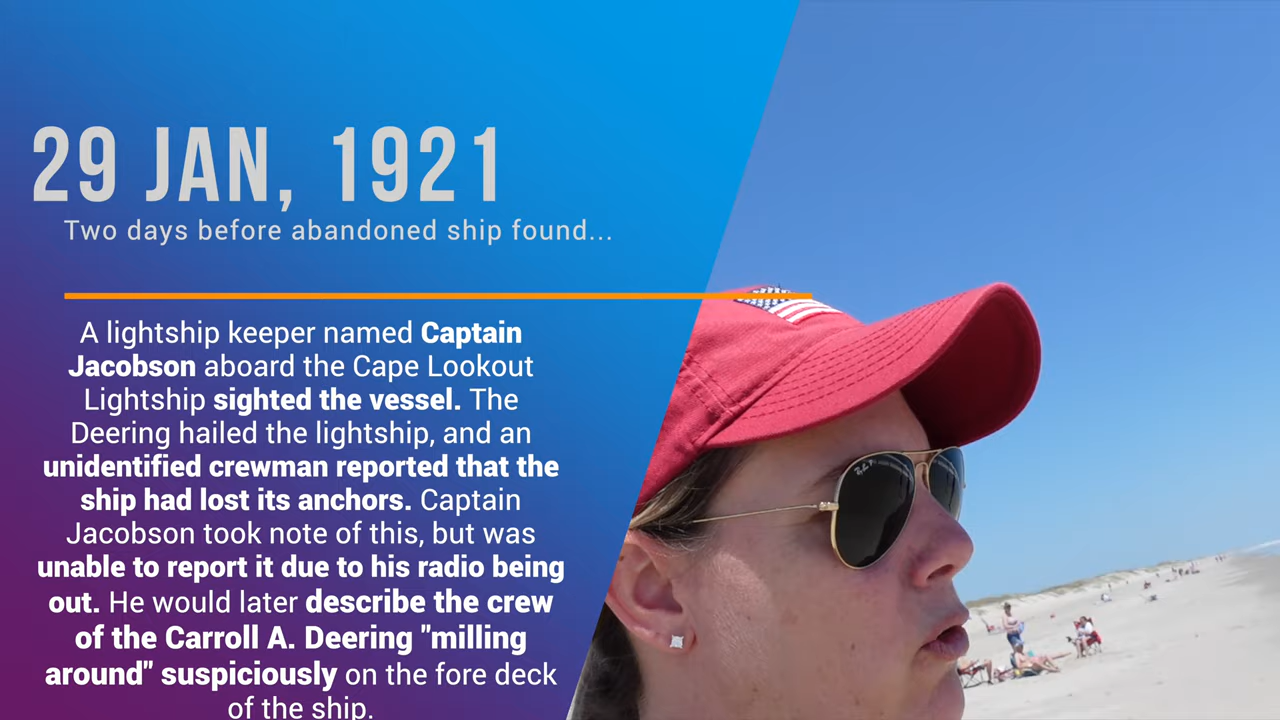 29 JAN, 1921
Two days before abandoned ship found...
A lightship keeper named Captain
Jacobson aboard the Cape Lookout
Lightship sighted the vessel. The
Deering hailed the lightship, and an
unidentified crewman reported that the
ship had lost its anchors. Captain
Jacobson took note of this, but was
unable to report it due to his radio being
out. He would later describe the crew
of the Carroll A. Deering "milling
around" suspiciously on the fore deck
of the ship.
Ray-Ban